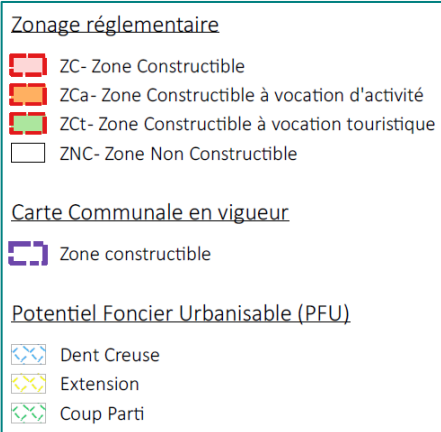 Zonage réglementaire
ZC- Zone Constructible
ZCa- Zone Constructible à vocation d'activité
ZCt- Zone Constructible à vocation touristique
ZNC- Zone Non Constructible
Carte Communale en vigueur
Zone constructible
Potentiel Foncier Urbanisable (PFU)
Dent Creuse
Extension
Coup Parti